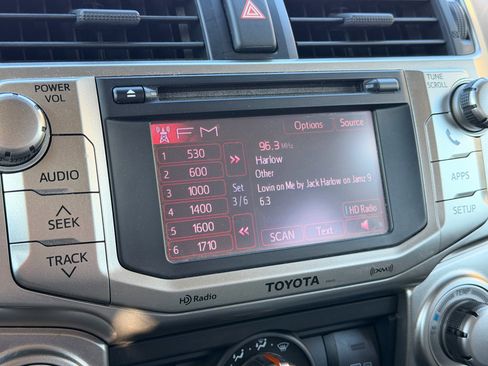 POWER
VOL
AUDIO
SEEK
TRACK
FM
Options
Source
1 530
2 600
3 1000
4 1400
5 1600
6 1710
Set
3/6
96.3 MHz
Harlow
Other
Lovin on Me by Jack Harlow on Jamz 9
6.3
HD Radio
SCAN
Text
TUNE
SCROLL
APPS
SETUP
HD Radio
TOYOTA
XM
TEMP